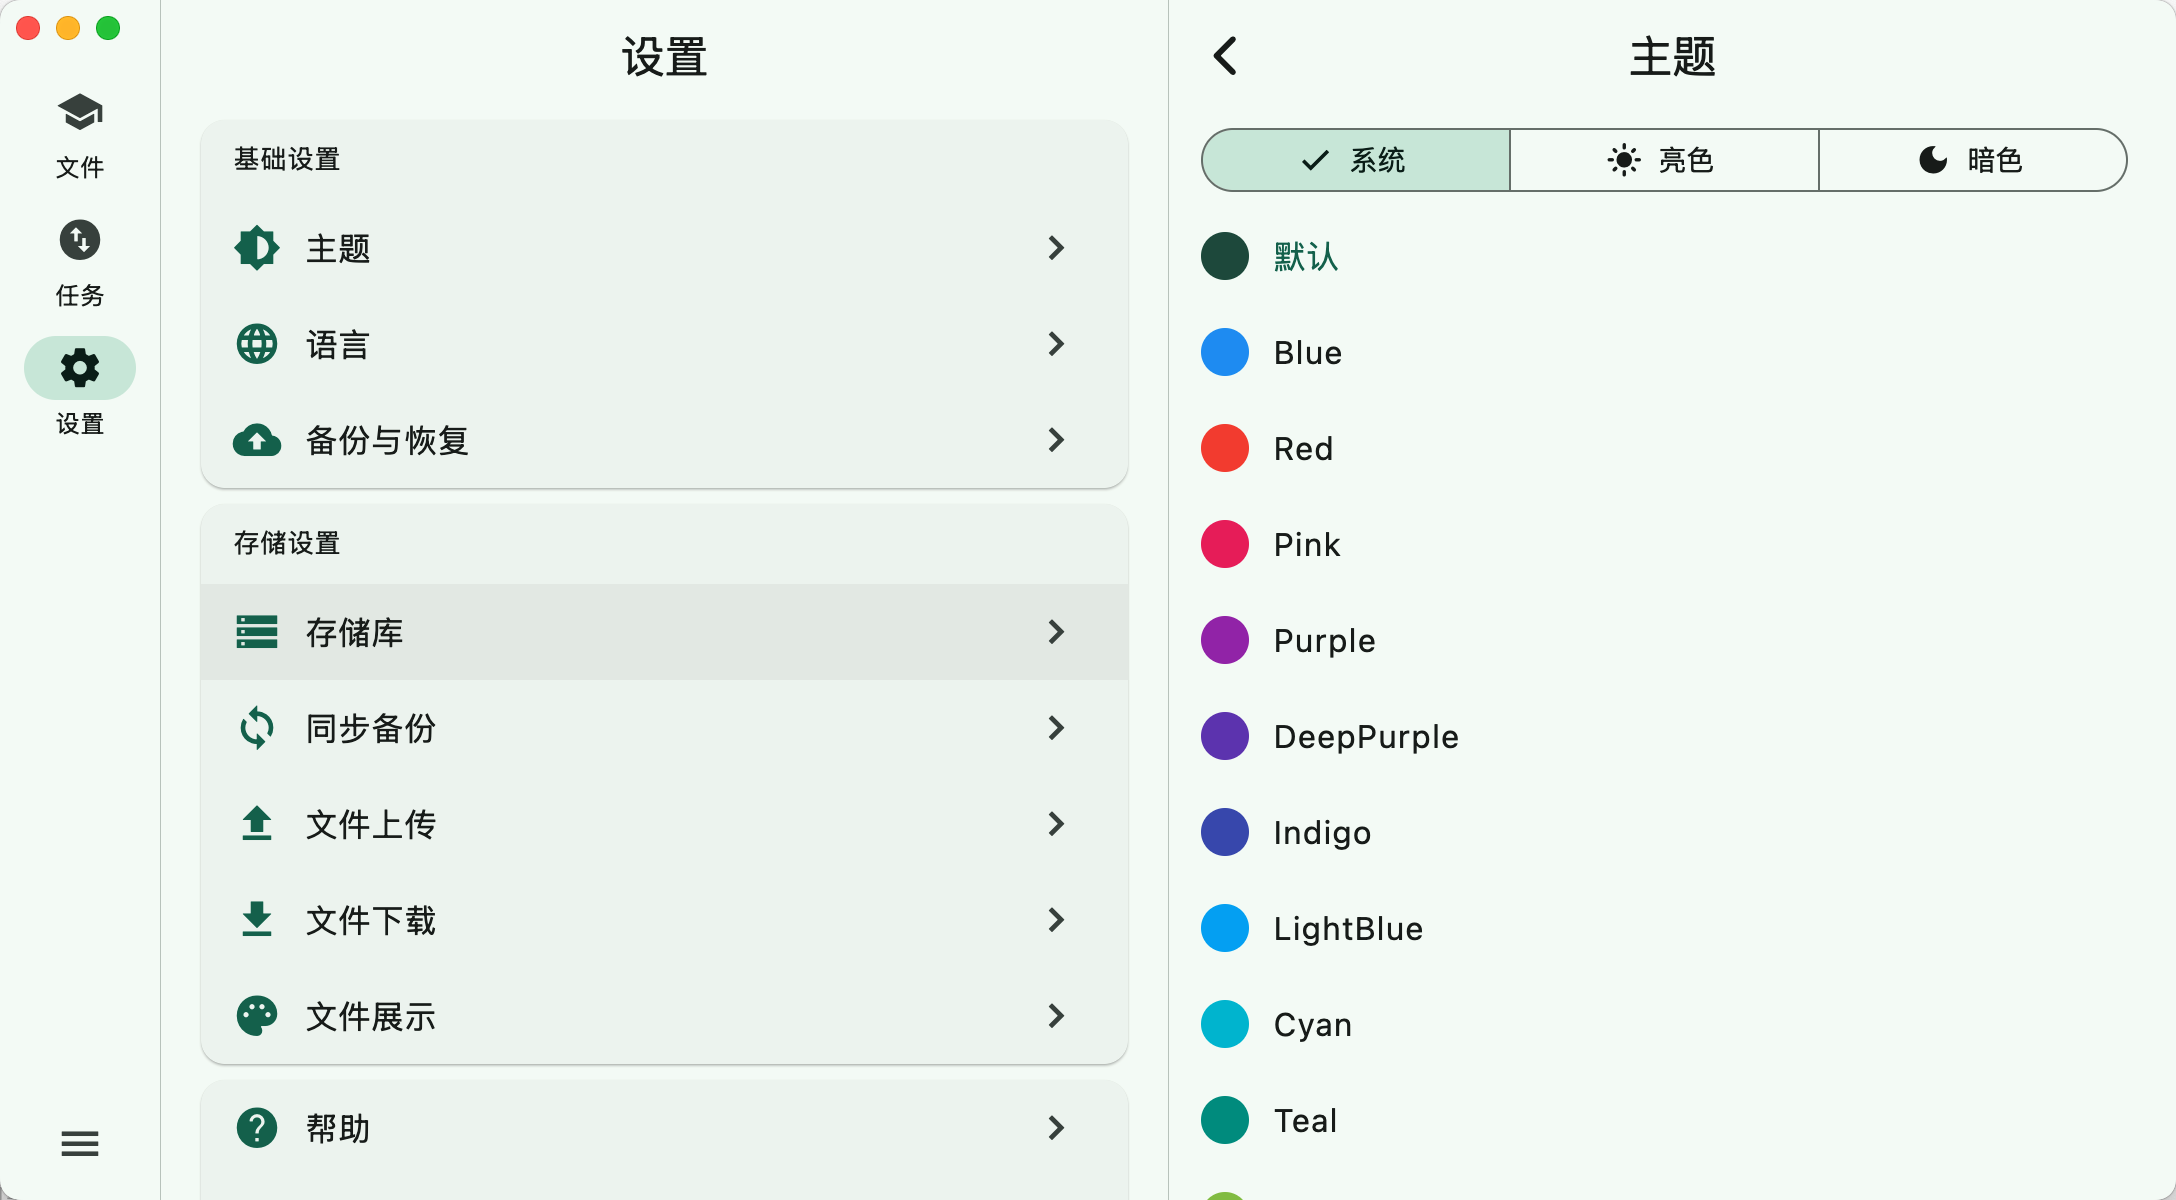 文件
任务
设置
设置
基础设置
主题
语言
备份与恢复
存储设置
存储库
同步备份
文件上传
文件下载
文件展示
帮助
主题
系统
亮色
暗色
默认
Blue
Red
Pink
Purple
DeepPurple
Indigo
LightBlue
Cyan
Teal